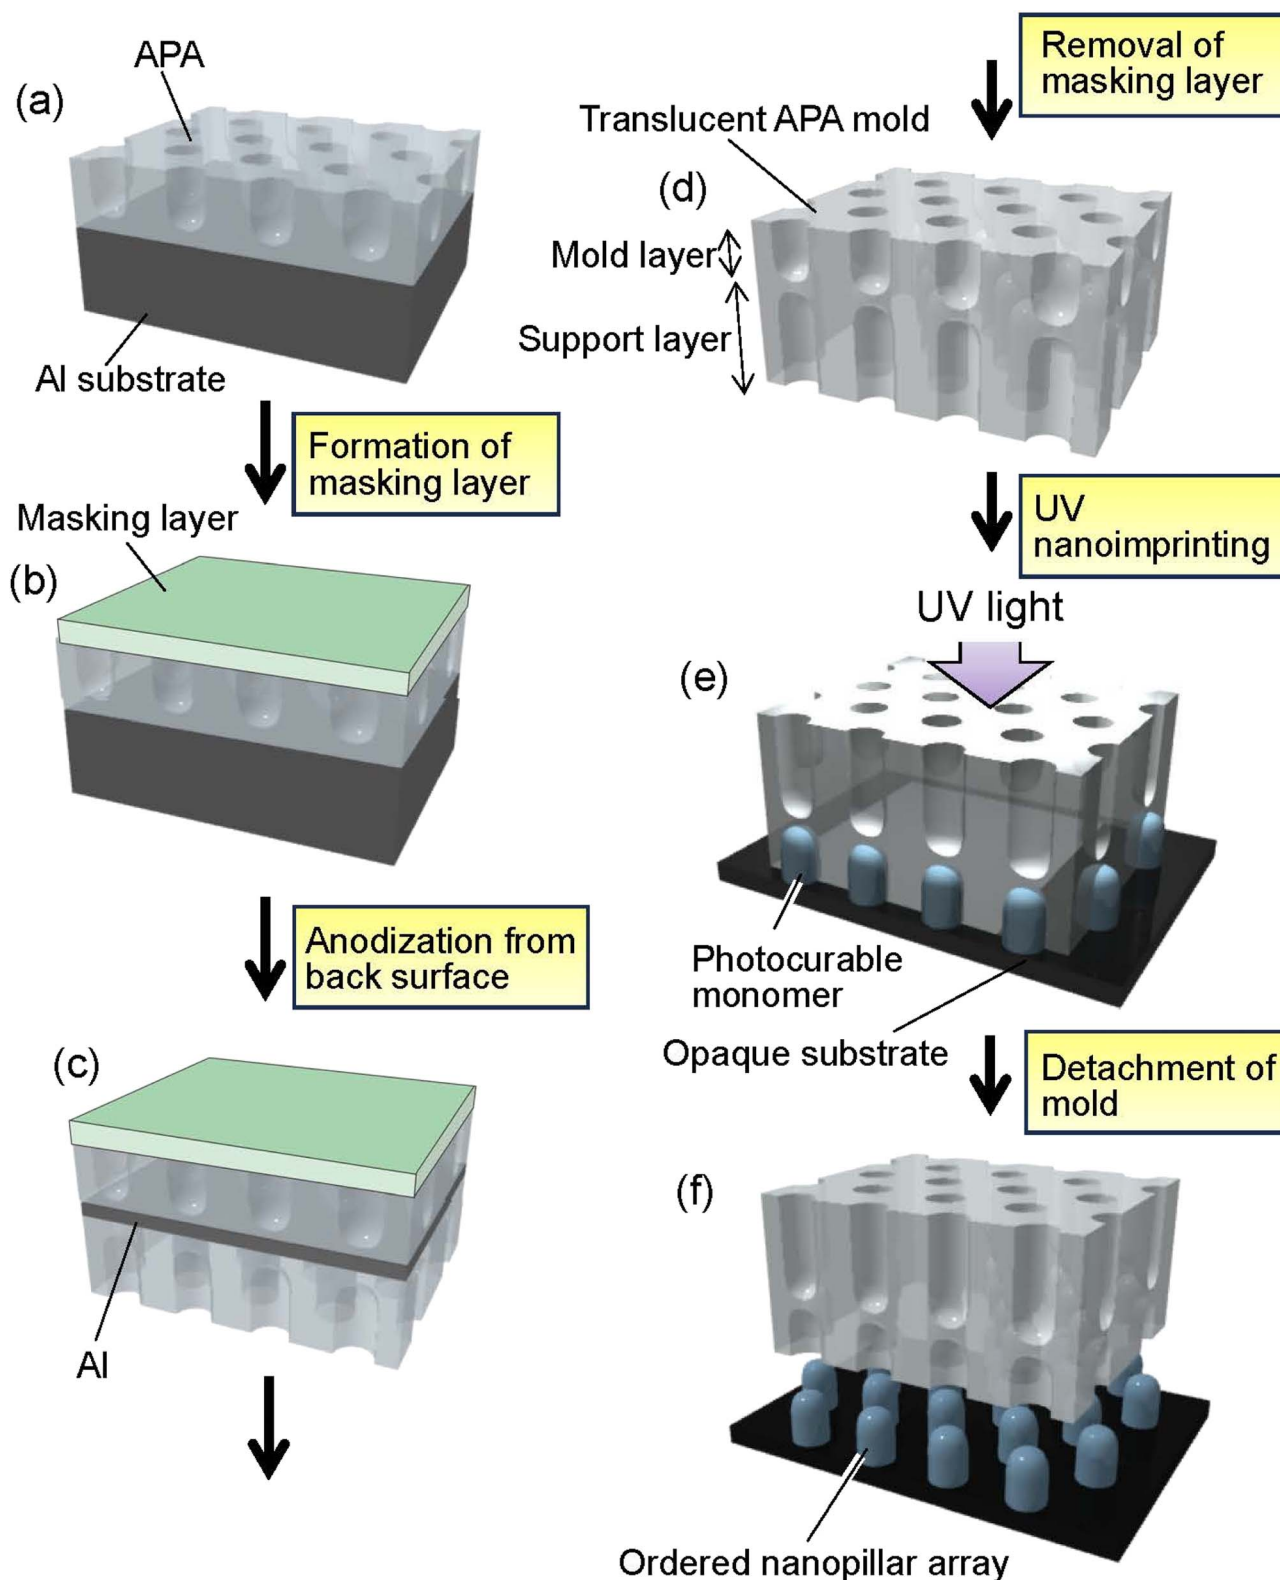 APA
(a)
Al substrate
Formation of
masking layer
Masking layer
(b)
Anodization from
back surface
(c)
Al
Removal of
masking layer
Translucent APA mold
(d)
Mold layer
Support layer
UV
nanoimprinting
UV light
(e)
Photocurable
monomer
Opaque substrate
Detachment of
mold
(f)
Ordered nanopillar array